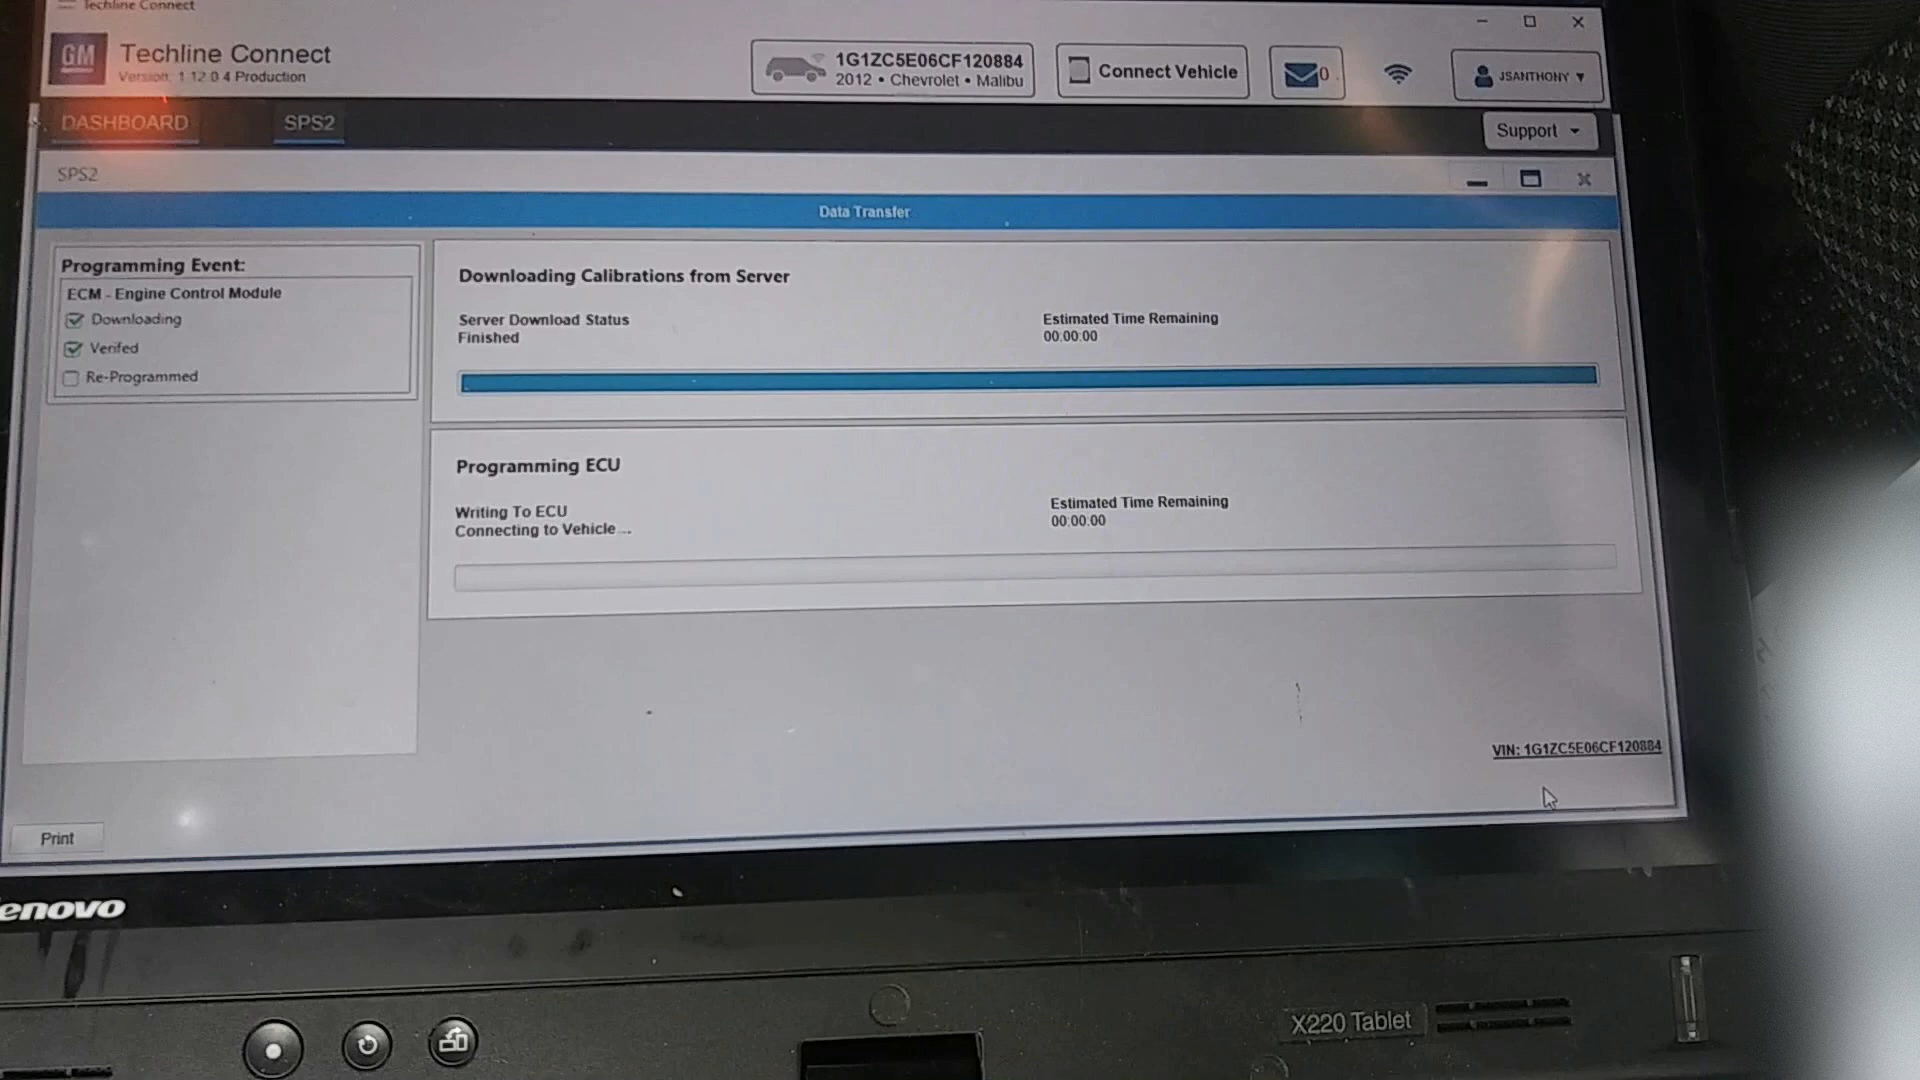 Techline Connect
GM
Techline Connect
Version: 1.12.0.4 Production
1G1ZC5E06CF120884
2012 • Chevrolet • Malibu
Connect Vehicle
0
JSANTHONY
DASHBOARD
SPS2
Support
SPS2
Data Transfer
Programming Event:
ECM - Engine Control Module
Downloading
Verifed
Re-Programmed
Downloading Calibrations from Server
Server Download Status
Finished
Estimated Time Remaining
00:00:00
Programming ECU
Writing To ECU
Connecting to Vehicle ...
Estimated Time Remaining
00:00:00
VIN: 1G1ZC5E06CF120884
Print
enovo
X220 Tablet